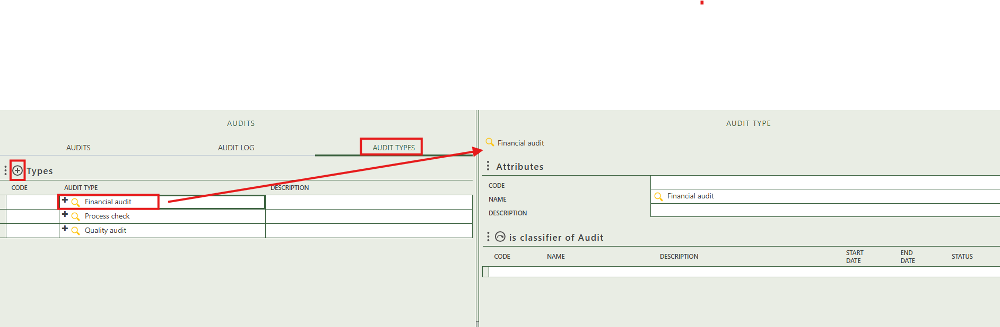 AUDITS
AUDITS AUDIT LOG AUDIT TYPES
Types
CODE AUDIT TYPE DESCRIPTION
Financial audit
Process check
Quality audit
AUDIT TYPE
Financial audit
Attributes
CODE
NAME Financial audit
DESCRIPTION
is classifier of Audit
CODE NAME DESCRIPTION START DATE END DATE STATUS